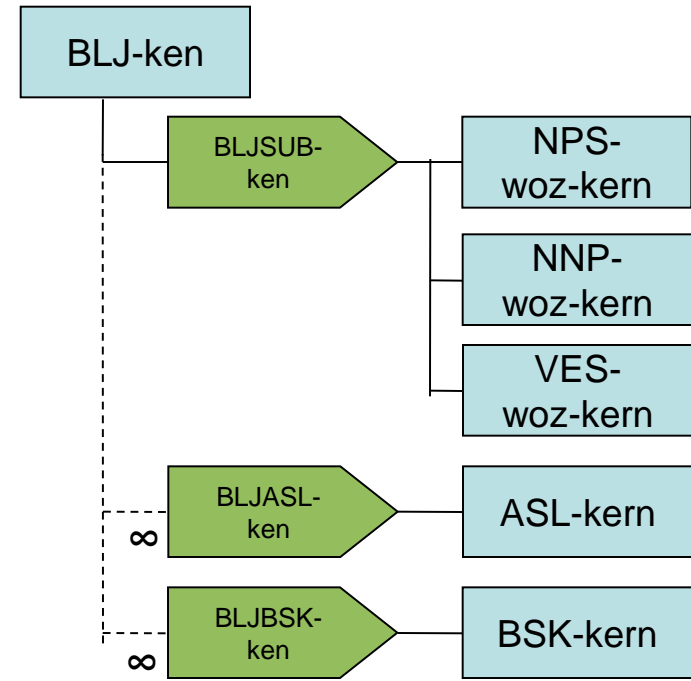 BLJ-ken
BLJSUB-
ken
NPS-
woz-kern
NNP-
woz-kern
VES-
woz-kern
BLJASL-
ken
∞
ASL-kern
BLJBSK-
ken
∞
BSK-kern